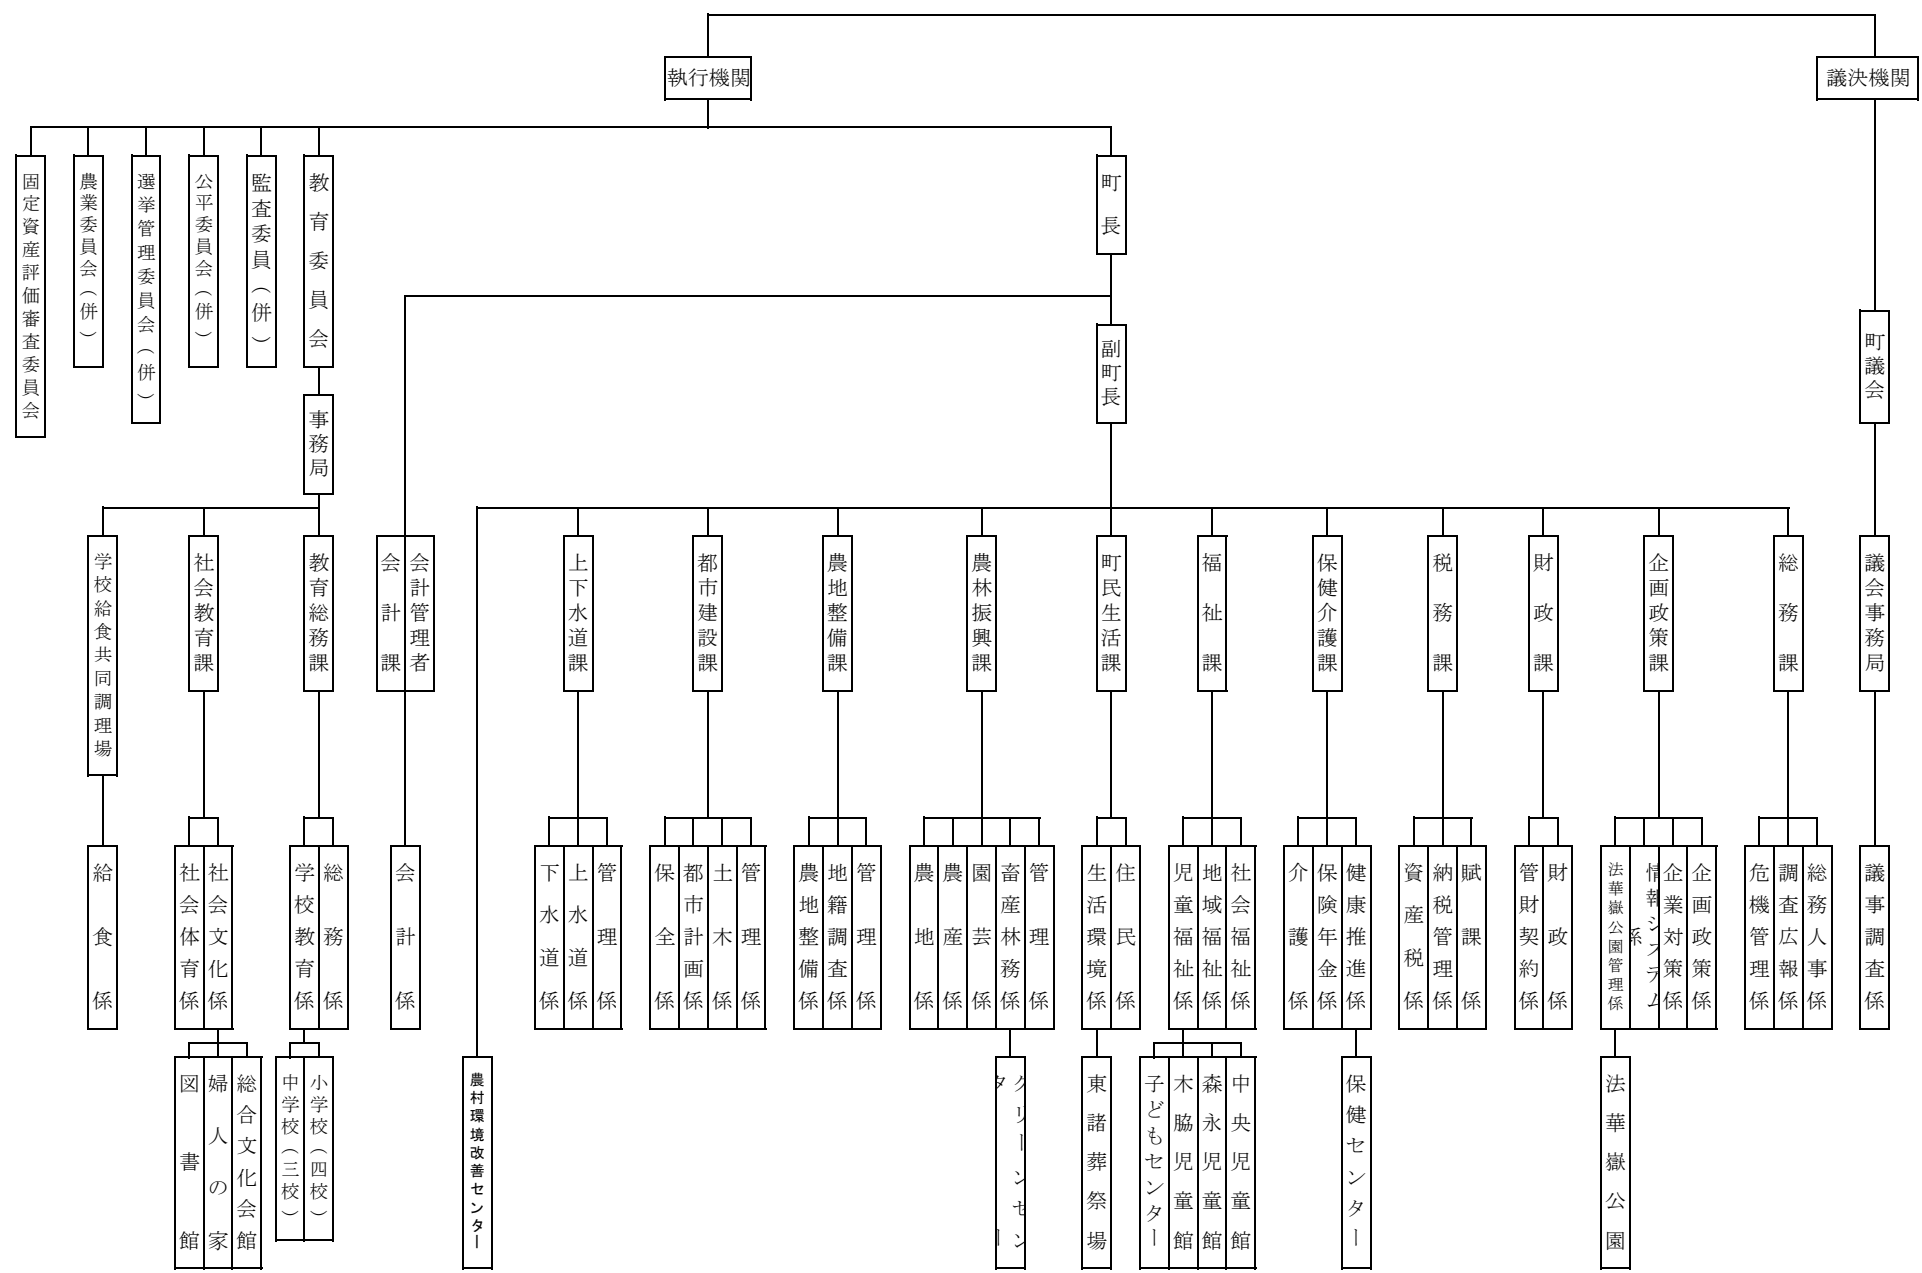 議決機関
町議会
議会事務局
議事調査係
執行機関
町長
副町長
総務課
総務人事係
調査広報係
危機管理係
企画政策課
企画政策係
企業対策係
情報システム係
法華嶽公園管理係
法華嶽公園
財政課
財政係
管財契約係
税務課
賦課係
納税管理係
資産税係
保健介護課
健康推進係
保険年金係
介護係
保健センター
福祉課
社会福祉係
地域福祉係
児童福祉係
中央児童館
森永児童館
木脇児童館
子どもセンター
町民生活課
住民係
生活環境係
東諸葬祭場
農林振興課
管理係
畜産林務係
園芸係
農産係
農地係
クリーンセンター
農地整備課
管理係
地籍調査係
農地整備係
都市建設課
管理係
土木係
都市計画係
保全係
上下水道課
管理係
上水道係
下水道係
農村環境改善センター
会計管理者
会計課
会計係
教育委員会
事務局
教育総務課
総務係
学校教育係
小学校（四校）
中学校（三校）
社会教育課
社会文化係
社会体育係
総合文化会館
婦人の家
図書館
学校給食共同調理場
給食係
監査委員（併）
公平委員会（併）
選挙管理委員会（併）
農業委員会（併）
固定資産評価審査委員会